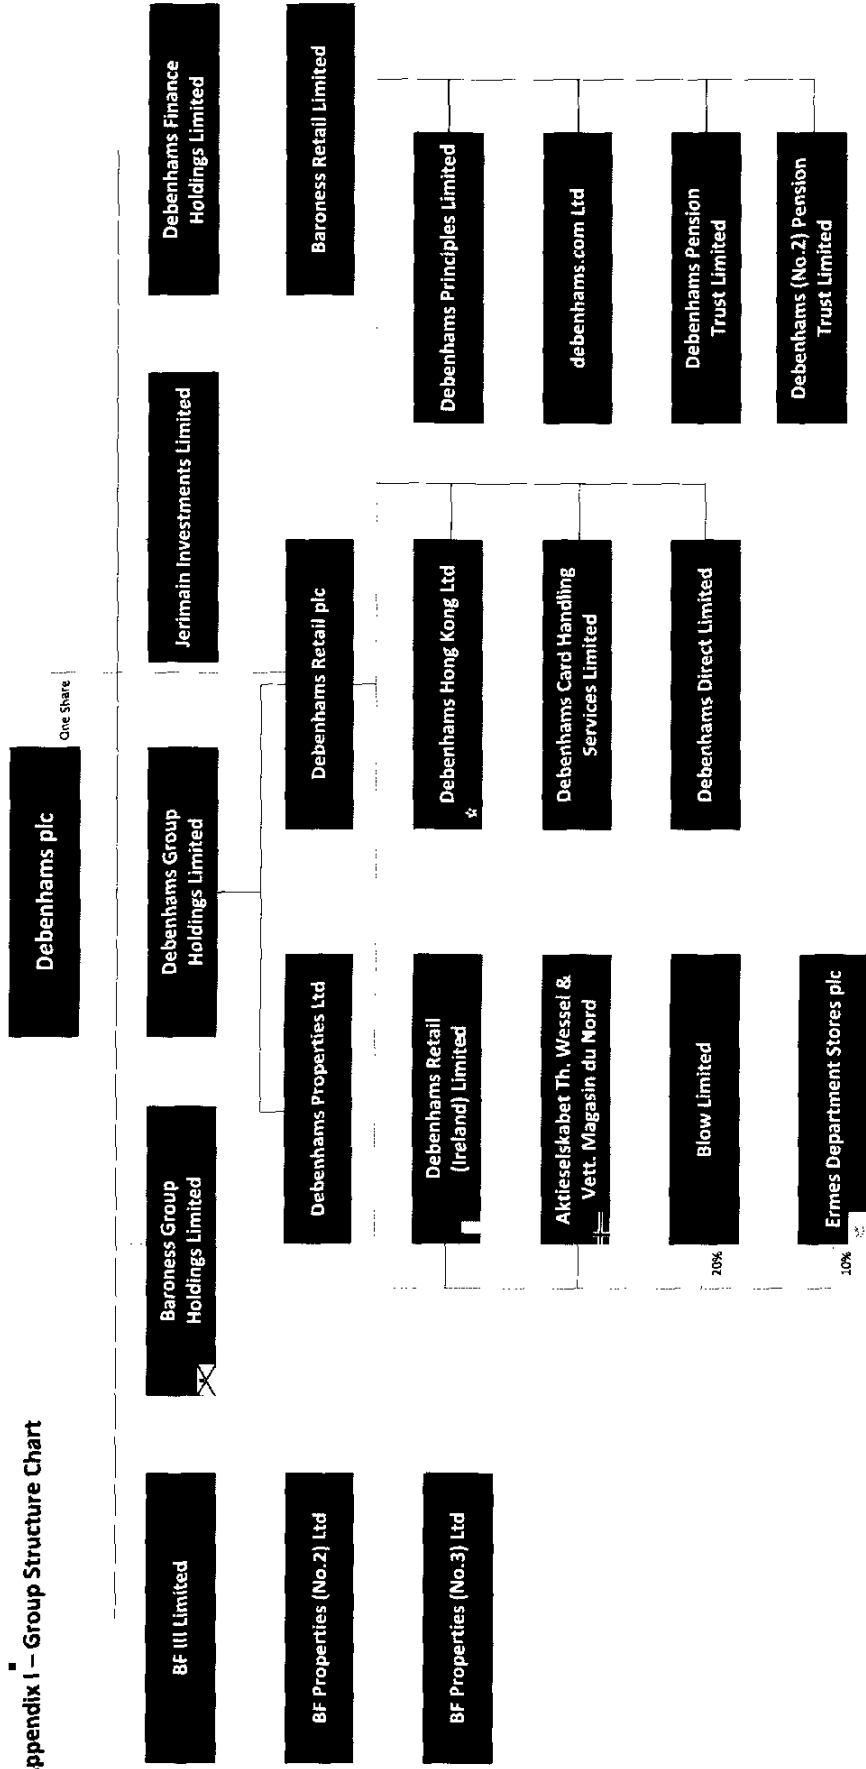 ppendix I – Group Structure Chart
Debenhams plc
One Share
BF III Limited
Baroness Group
Holdings Limited
Debenhams Group
Holdings Limited
Jerimain Investments Limited
Debenhams Finance
Holdings Limited
BF Properties (No.2) Ltd
Debenhams Properties Ltd
Debenhams Retail plc
Baroness Retail Limited
BF Properties (No.3) Ltd
Debenhams Retail
(Ireland) Limited
Debenhams Hong Kong Ltd
Debenhams Principles Limited
Aktieselskabet Th. Wessel &
Vett. Magasin du Nord
Debenhams Card Handling
Services Limited
debenhams.com Ltd
20%
Blow Limited
Debenhams Direct Limited
Debenhams Pension
Trust Limited
10%
Ermes Department Stores plc
Debenhams (No.2) Pension
Trust Limited